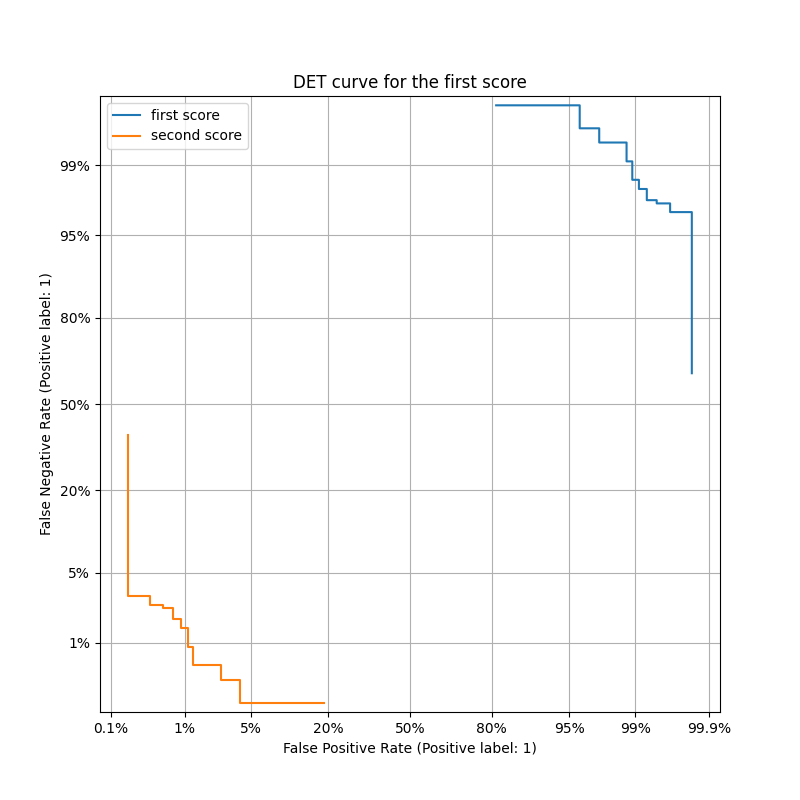 DET curve for the first score
first score
second score
99%
95%
80%
50%
20%
5%
1%
False Negative Rate (Positive label: 1)
0.1% 1% 5% 20% 50% 80% 95% 99% 99.9%
False Positive Rate (Positive label: 1)